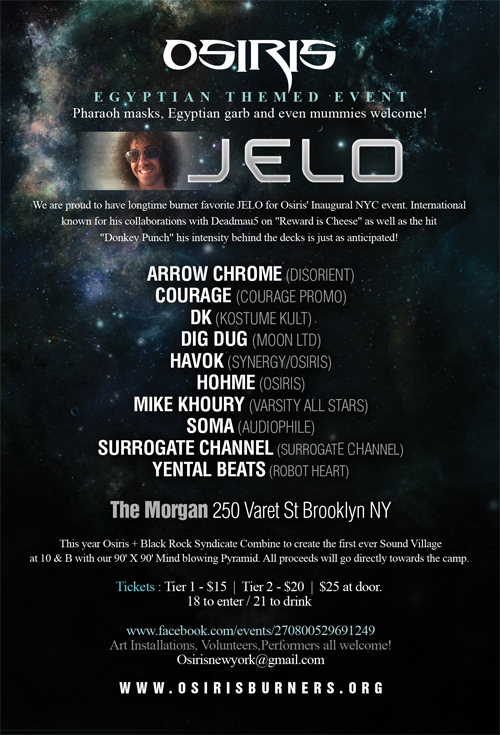 OSIRIS
EGYPTIAN THEMED EVENT
Pharaoh masks, Egyptian garb and even mummies welcome!
JELO
We are proud to have longtime burner favorite JELO for Osiris' Inaugural NYC event. International
known for his collaborations with Deadmau5 on "Reward is Cheese" as well as the hit
"Donkey Punch" his intensity behind the decks is just as anticipated!
ARROW CHROME (DISORIENT)
COURAGE (COURAGE PROMO)
DK (KOSTUME KULT)
DIG DUG (MOON LTD)
HAVOK (SYNERGY/OSIRIS)
HOHME (OSIRIS)
MIKE KHOURY (VARSITY ALL STARS)
SOMA (AUDIOPHILE)
SURROGATE CHANNEL (SURROGATE CHANNEL)
YENTAL BEATS (ROBOT HEART)
The Morgan 250 Varet St Brooklyn NY
This year Osiris + Black Rock Syndicate Combine to create the first ever Sound Village
at 10 & B with our 90' X 90' Mind blowing Pyramid. All proceeds will go directly towards the camp.
Tickets : Tier 1 - $15 | Tier 2 - $20 | $25 at door.
18 to enter / 21 to drink
www.facebook.com/events/270800529691249
Art Installations, Volunteers,Performers all welcome!
Osirisnewyork@gmail.com
WWW.OSIRISBURNERS.ORG